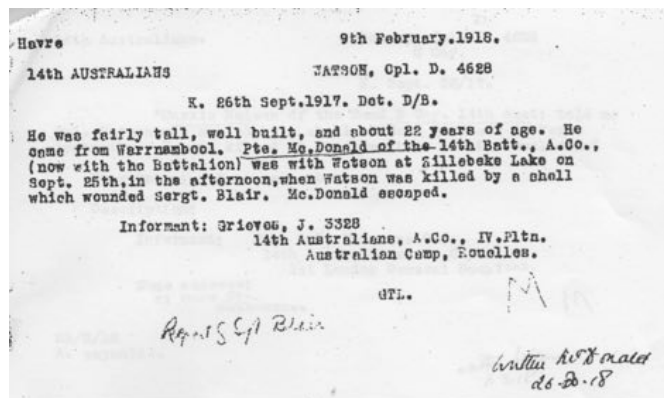 Havre 9th February.1918.
14th AUSTRALIANS WATSON, Cpl. D. 4628
K. 26th Sept.1917. Det. D/B.
He was fairly tall, well built, and about 22 years of age. He
came from Warrnambool. Pte. Mc.Donald of the 14th Batt., A.Co.,
(now with the Battalion) was with Watson at Zillebeke Lake on
Sept. 25th,in the afternoon,when Watson was killed by a shell
which wounded Sergt. Blair. Mc.Donald escaped.
Informant: Grieves, J. 3328
14th Australians, A.Co., IV.Pltn.
Australian Camp, Rouelles.
GTL.
M
Sgt Blair
written McDonald